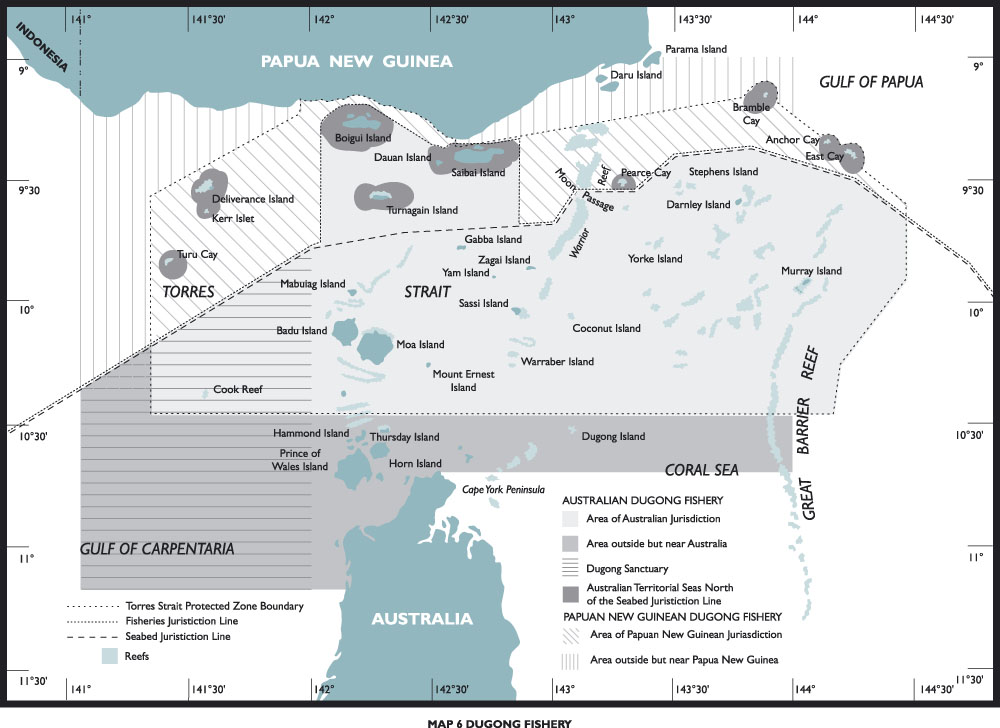 141°
141°30'
142°
142°30'
143°
143°30'
144°
144°30'
INDONESIA
PAPUA NEW GUINEA
Parama Island
Daru Island
9°
9°
GULF OF PAPUA
Bramble
Cay
Boigui Island
Anchor Cay
East Cay
Dauan Island
Saibai Island
Moon
Passage
Reef
Warrior
Pearce Cay
Stephens Island
9°30
9°30
Deliverance Island
Kerr Islet
Turnagain Island
Darnley Island
Turu Cay
Gabba Island
Zagai Island
Yam Island
Yorke Island
Murray Island
Mabuiag Island
TORRES
STRAIT
Sassi Island
10°
10°
Badu Island
Moa Island
Coconut Island
Warraber Island
Mount Ernest
Island
Cook Reef
GREAT BARRIER REEF
10°30'
10°30'
Hammond Island
Thursday Island
Dugong Island
Prince of
Wales Island
Horn Island
CORAL SEA
Cape York Peninsula
GULF OF CARPENTARIA
11°
11°
AUSTRALIAN DUGONG FISHERY
Area of Australian Jurisdiction
Area outside but near Australia
Dugong Sanctuary
Australian Territorial Seas North
of the Seabed Juristiction Line
PAPUAN NEW GUINEAN DUGONG FISHERY
Area of Papuan New Guinean Juriasdiction
Area outside but near Papua New Guinea
Torres Strait Protected Zone Boundary
Fisheries Juristiction Line
Seabed Juristiction Line
Reefs
AUSTRALIA
11°30'
11°30'
141°
141°30'
142°
142°30'
143°
143°30'
144°
144°30'
MAP 6 DUGONG FISHERY